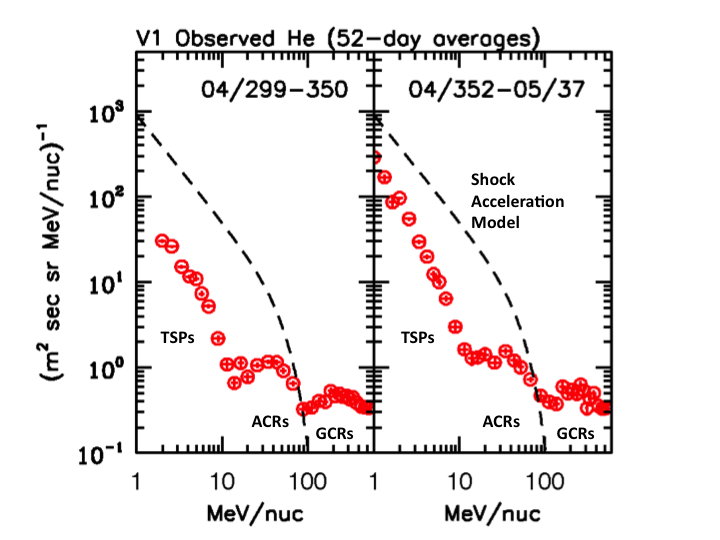 V1 Observed He (52-day averages)
04/299-350
04/352-05/37
10³
10²
10¹
10⁰
10⁻¹
(m² sec sr MeV/nuc)⁻¹
Shock
Acceleration
Model
TSPs
TSPs
ACRs
GCRs
ACRs
GCRs
1 10 100 1 10 100
MeV/nuc
MeV/nuc